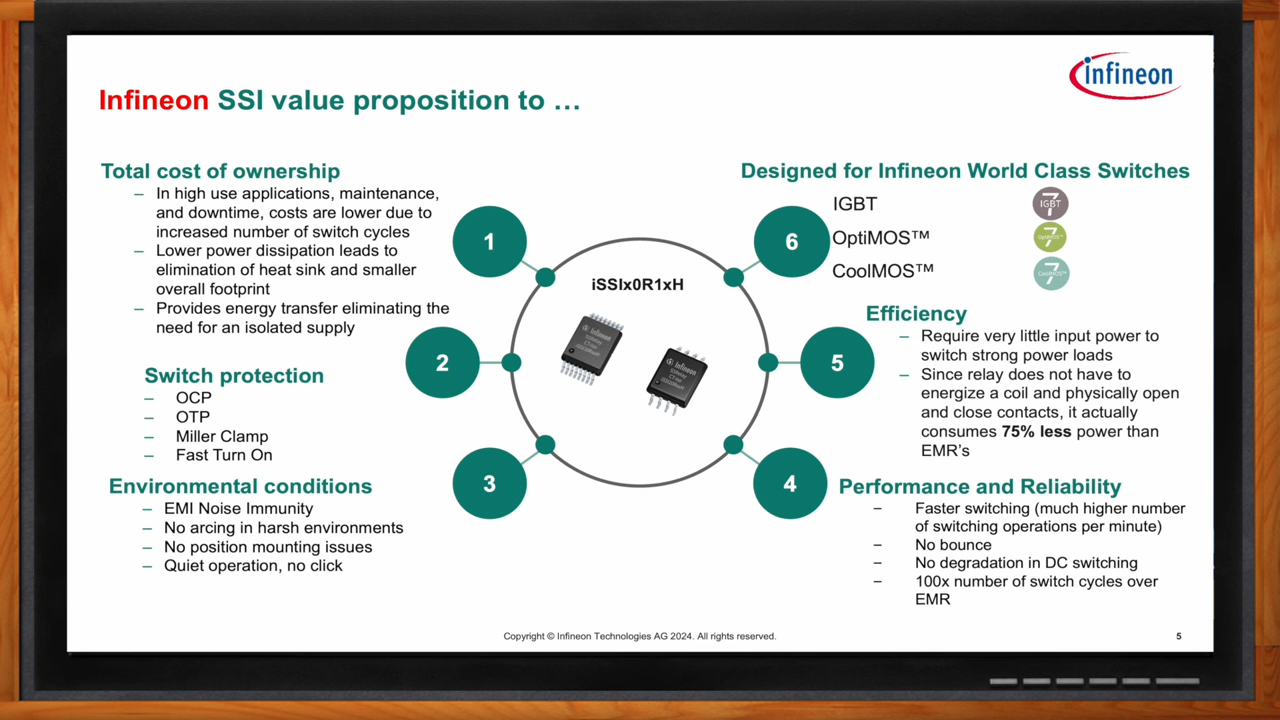 infineon
Infineon SSI value proposition to …
Total cost of ownership
– In high use applications, maintenance,
and downtime, costs are lower due to
increased number of switch cycles
– Lower power dissipation leads to
elimination of heat sink and smaller
overall footprint
– Provides energy transfer eliminating the
need for an isolated supply
Switch protection
– OCP
– OTP
– Miller Clamp
– Fast Turn On
Environmental conditions
– EMI Noise Immunity
– No arcing in harsh environments
– No position mounting issues
– Quiet operation, no click
1
2
3
iSSIx0R1xH
Infineon
Infineon
6
5
4
Designed for Infineon World Class Switches
IGBT
7
IGBT
OptiMOS™
7
OptiMOS™
CoolMOS™
7
CoolMOS™
Efficiency
– Require very little input power to
switch strong power loads
– Since relay does not have to
energize a coil and physically open
and close contacts, it actually
consumes 75% less power than
EMR's
Performance and Reliability
– Faster switching (much higher number
of switching operations per minute)
– No bounce
– No degradation in DC switching
– 100x number of switch cycles over
EMR
Copyright © Infineon Technologies AG 2024. All rights reserved.
5